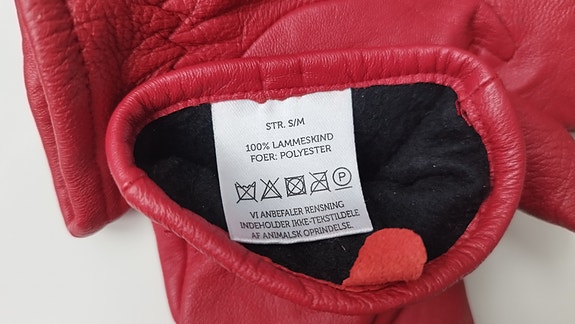 STR. S/M
100% LAMMESKIND
FOER: POLYESTER
P
VI ANBEFALER RENSNING
INDEHOLDER IKKE-TEKSTILDELE
AF ANIMALSK OPRINDELSE.